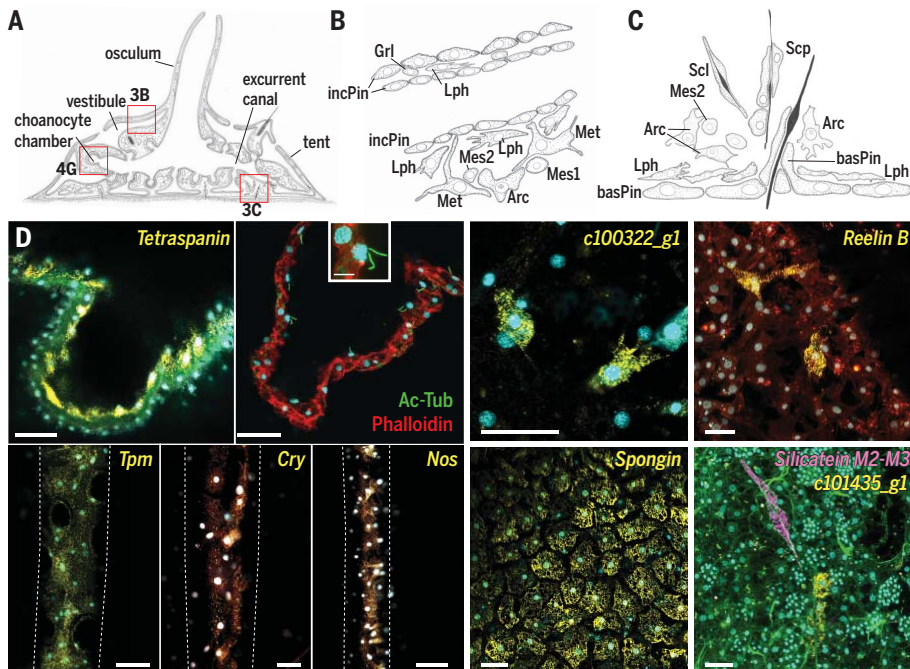 A
osculum
3B
vestibule
choanocyte
chamber
4G
excurrent
canal
tent
3C
B
Grl
incPin
Lph
incPin
Lph
Mes2
Lph
Met
Mes1
Met
Arc
C
Scp
Scl
Mes2
Arc
Arc
basPin
Lph
Lph
basPin
D
Tetraspanin
Ac-Tub
Phalloidin
c100322_g1
Reelin B
Tpm
Cry
Nos
Spongin
Silicatein M2-M3
c101435_g1